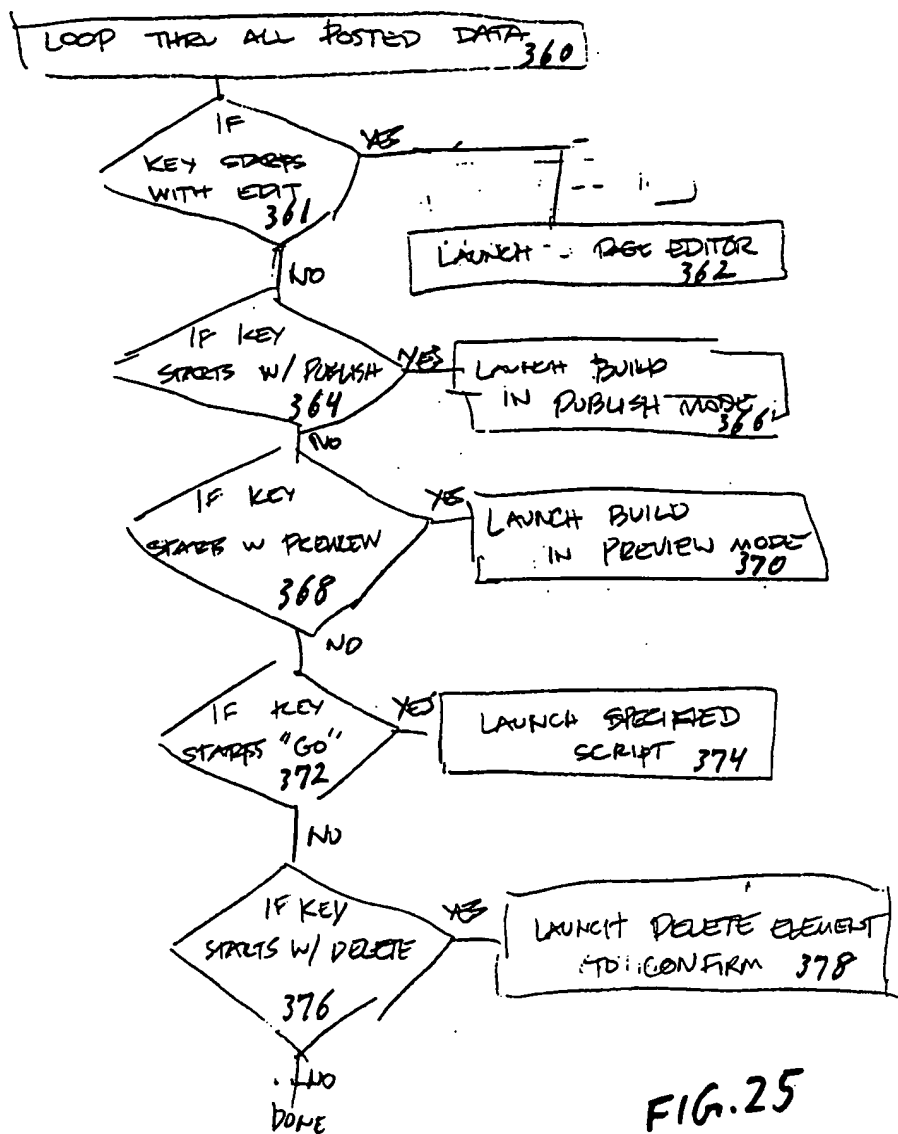 LOOP THRU ALL POSTED DATA
360
IF
KEY STARTS
WITH EDIT
361
YES
LAUNCH PAGE EDITOR
362
NO
IF KEY
STARTS W/ PUBLISH
364
YES
LAUNCH BUILD
IN PUBLISH MODE
366
NO
IF KEY
STARTS W PREVIEW
368
YES
LAUNCH BUILD
IN PREVIEW MODE
370
NO
IF KEY
STARTS "GO"
372
YES
LAUNCH SPECIFIED
SCRIPT 374
NO
IF KEY
STARTS W/ DELETE
376
YES
LAUNCH DELETE ELEMENT
TO CONFIRM 378
NO
DONE
FIG.25